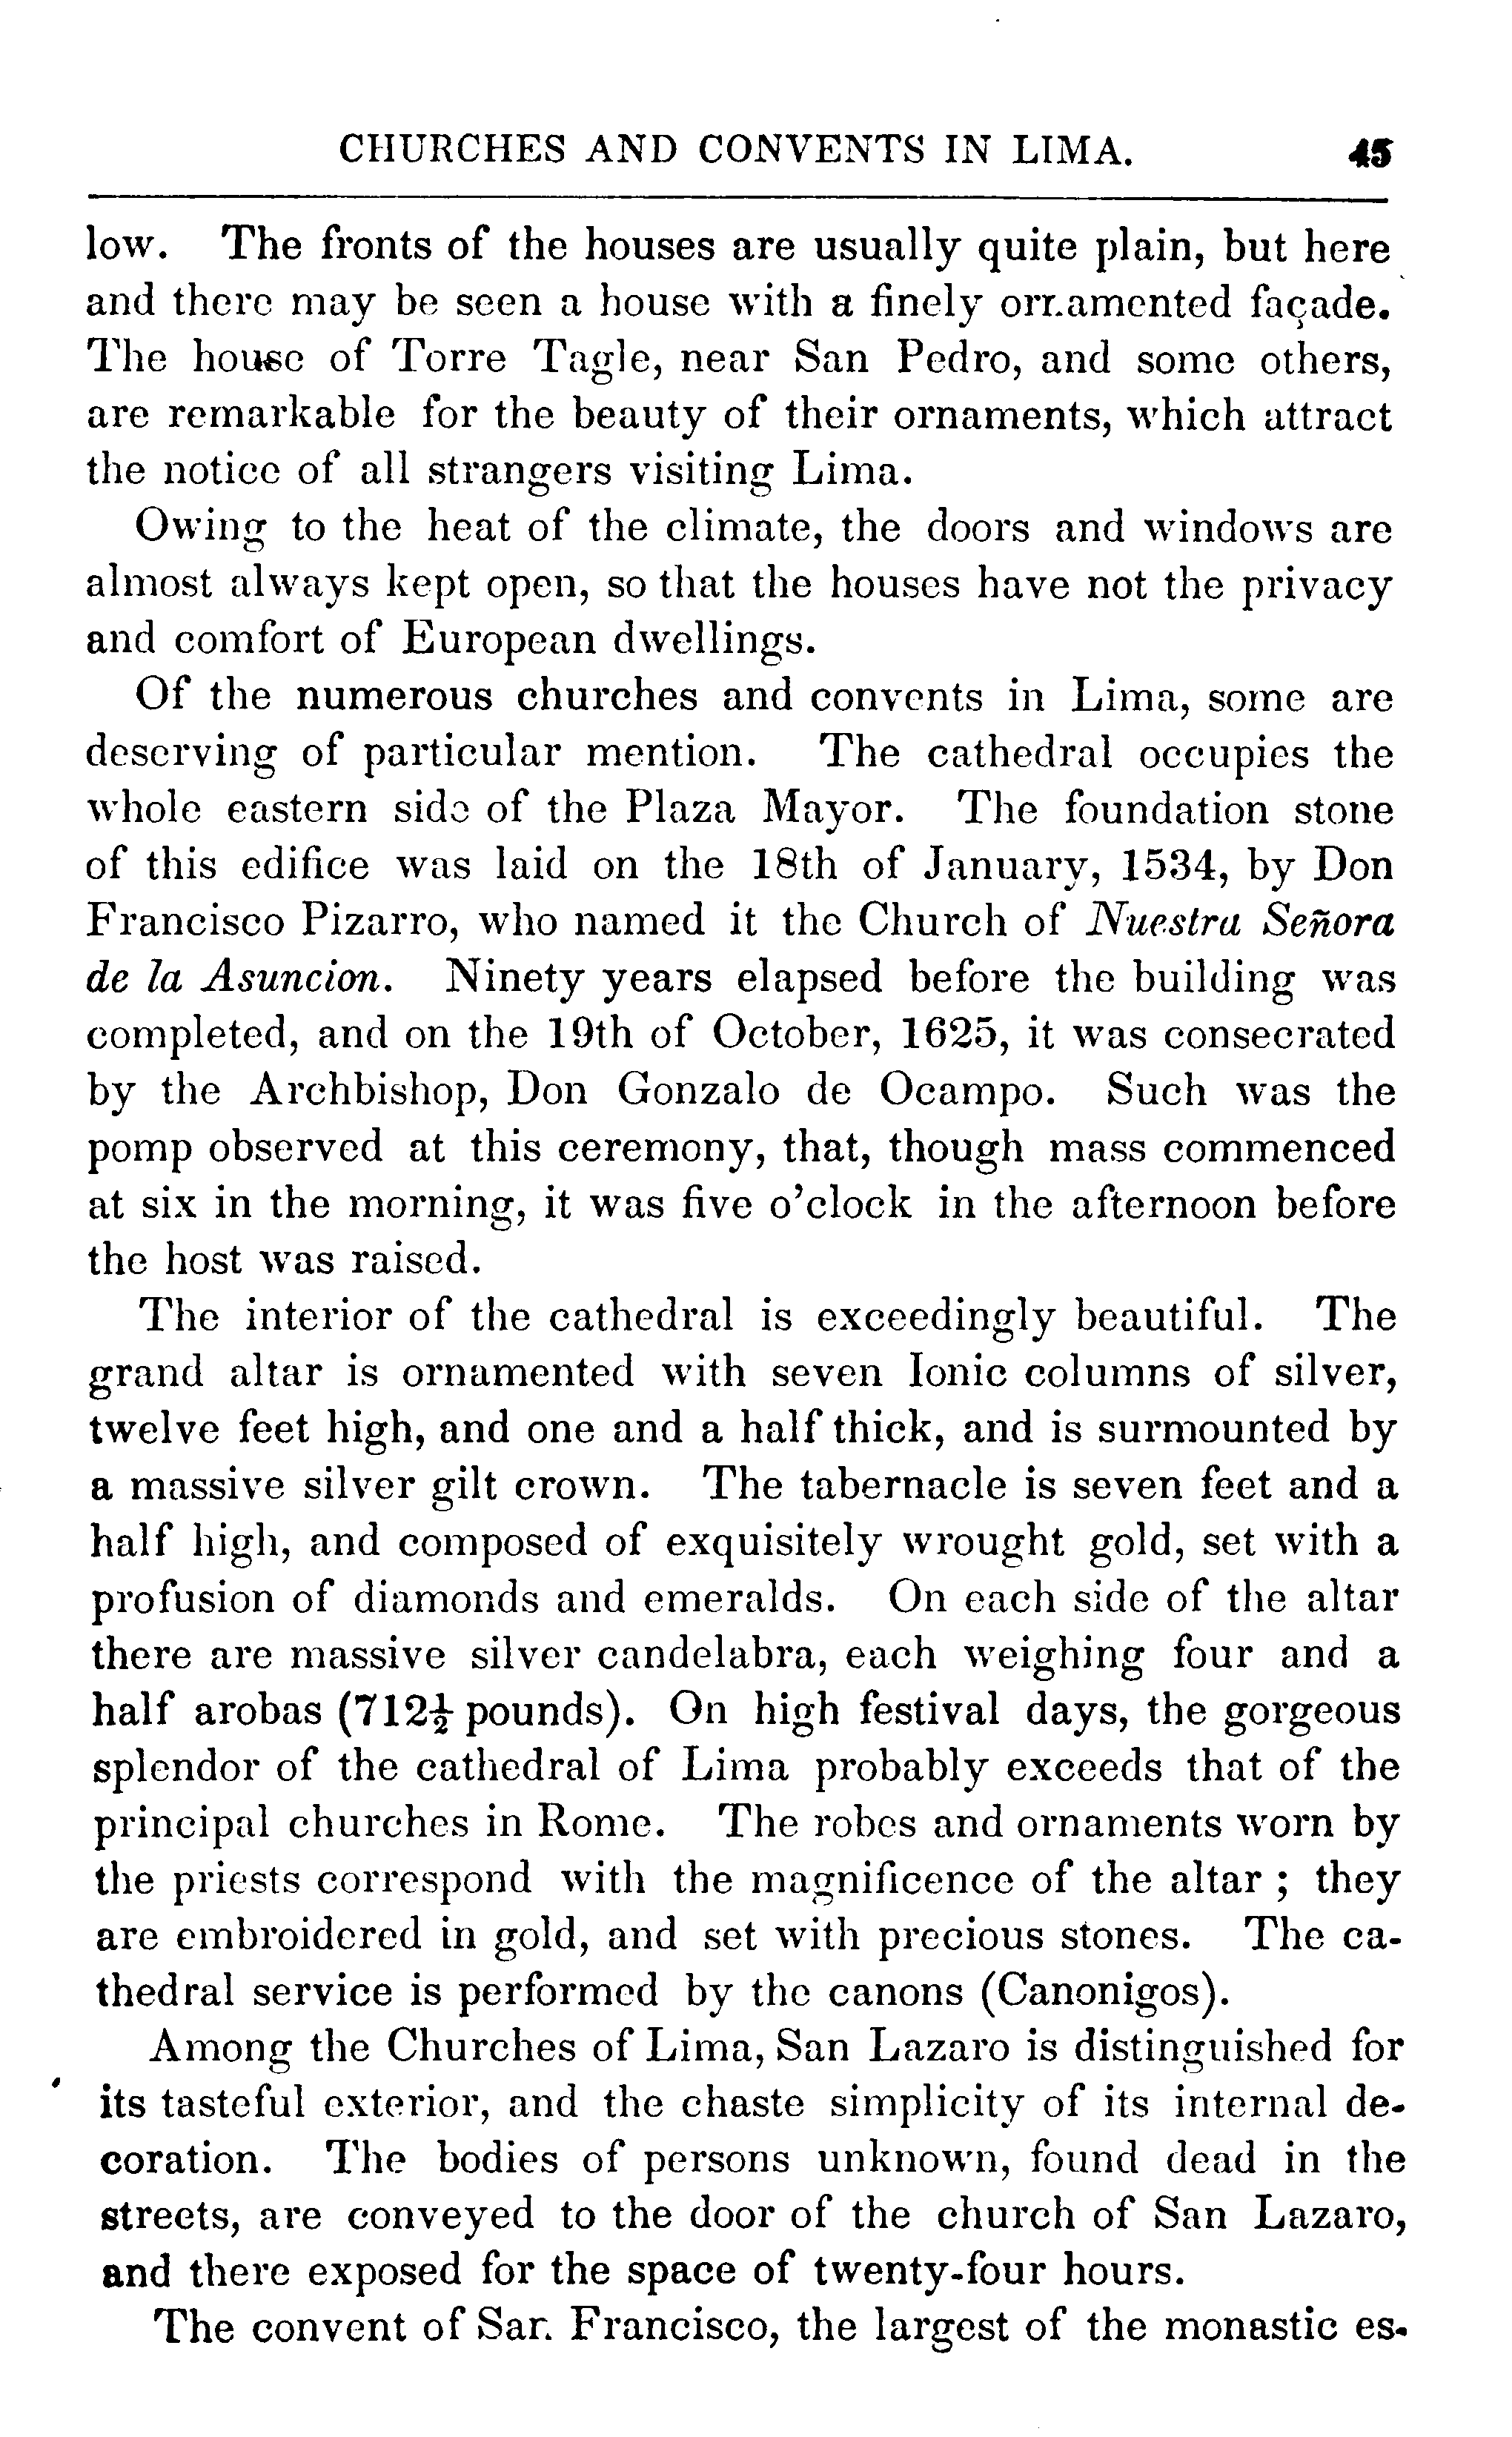 CHURCHES AND CONVENTS IN LIMA. 45
low. The fronts of the houses are usually quite plain, but here
and there may be seen a house with a finely ornamented façade.
The house of Torre Tagle, near San Pedro, and some others,
are remarkable for the beauty of their ornaments, which attract
the notice of all strangers visiting Lima.
Owing to the heat of the climate, the doors and windows are
almost always kept open, so that the houses have not the privacy
and comfort of European dwellings.
Of the numerous churches and convents in Lima, some are
deserving of particular mention. The cathedral occupies the
whole eastern side of the Plaza Mayor. The foundation stone
of this edifice was laid on the 18th of January, 1534, by Don
Francisco Pizarro, who named it the Church of Nuestra Señora
de la Asuncion. Ninety years elapsed before the building was
completed, and on the 19th of October, 1625, it was consecrated
by the Archbishop, Don Gonzalo de Ocampo. Such was the
pomp observed at this ceremony, that, though mass commenced
at six in the morning, it was five o'clock in the afternoon before
the host was raised.
The interior of the cathedral is exceedingly beautiful. The
grand altar is ornamented with seven Ionic columns of silver,
twelve feet high, and one and a half thick, and is surmounted by
a massive silver gilt crown. The tabernacle is seven feet and a
half high, and composed of exquisitely wrought gold, set with a
profusion of diamonds and emeralds. On each side of the altar
there are massive silver candelabra, each weighing four and a
half arobas (712½ pounds). On high festival days, the gorgeous
splendor of the cathedral of Lima probably exceeds that of the
principal churches in Rome. The robes and ornaments worn by
the priests correspond with the magnificence of the altar ; they
are embroidered in gold, and set with precious stones. The ca-
thedral service is performed by the canons (Canonigos).
Among the Churches of Lima, San Lazaro is distinguished for
its tasteful exterior, and the chaste simplicity of its internal de-
coration. The bodies of persons unknown, found dead in the
streets, are conveyed to the door of the church of San Lazaro,
and there exposed for the space of twenty-four hours.
The convent of San Francisco, the largest of the monastic es-